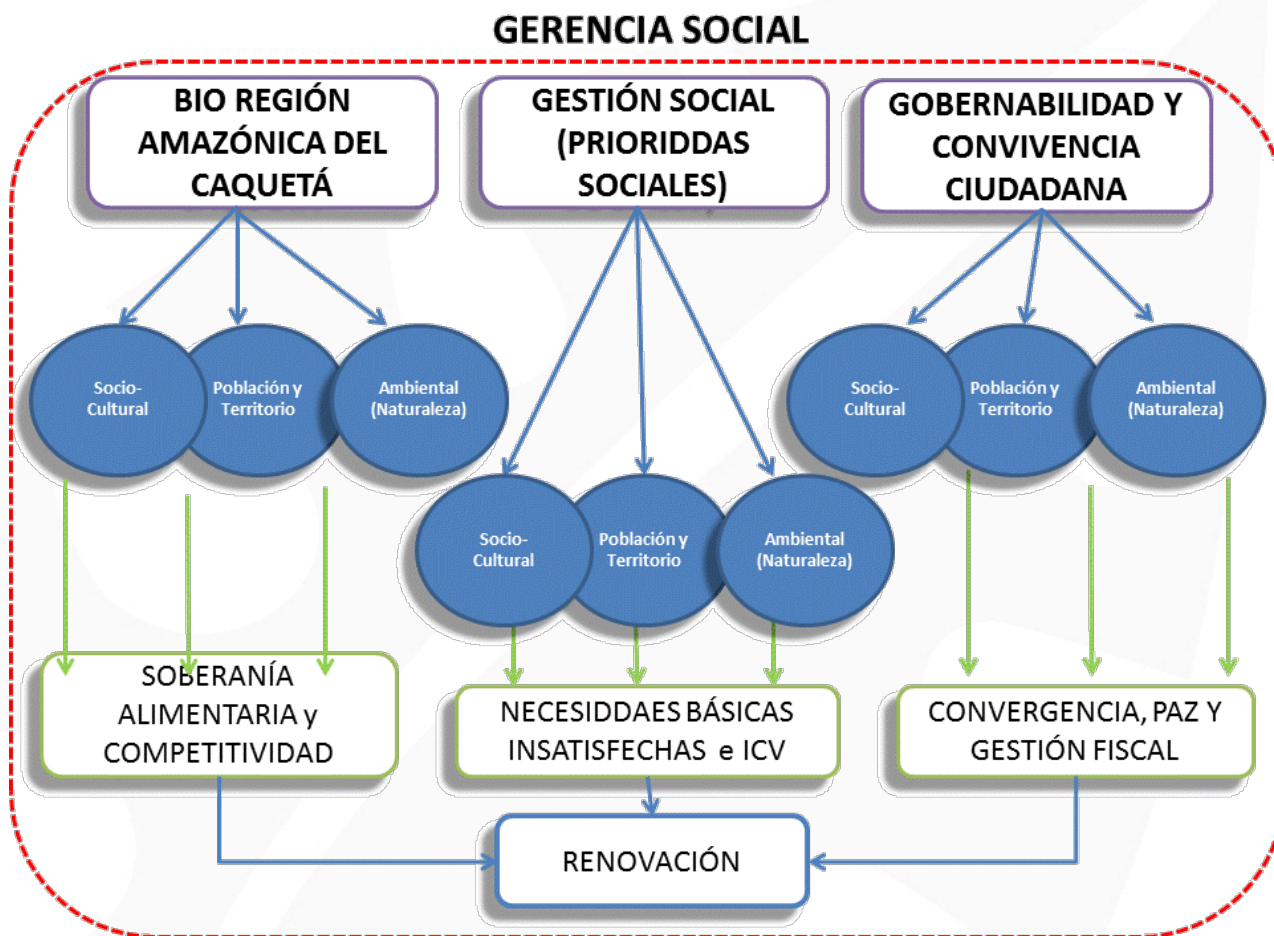 GERENCIA SOCIAL
BIO REGIÓN
AMAZÓNICA DEL
CAQUETÁ
GESTIÓN SOCIAL
(PRIORIDDAS
SOCIALES)
GOBERNABILIDAD Y
CONVIVENCIA
CIUDADANA
Socio-
Cultural
Población y
Territorio
Ambiental
(Naturaleza)
Socio-
Cultural
Población y
Territorio
Ambiental
(Naturaleza)
Socio-
Cultural
Población y
Territorio
Ambiental
(Naturaleza)
SOBERANÍA
ALIMENTARIA y
COMPETITIVIDAD
NECESIDDAES BÁSICAS
INSATISFECHAS e ICV
CONVERGENCIA, PAZ Y
GESTIÓN FISCAL
RENOVACIÓN